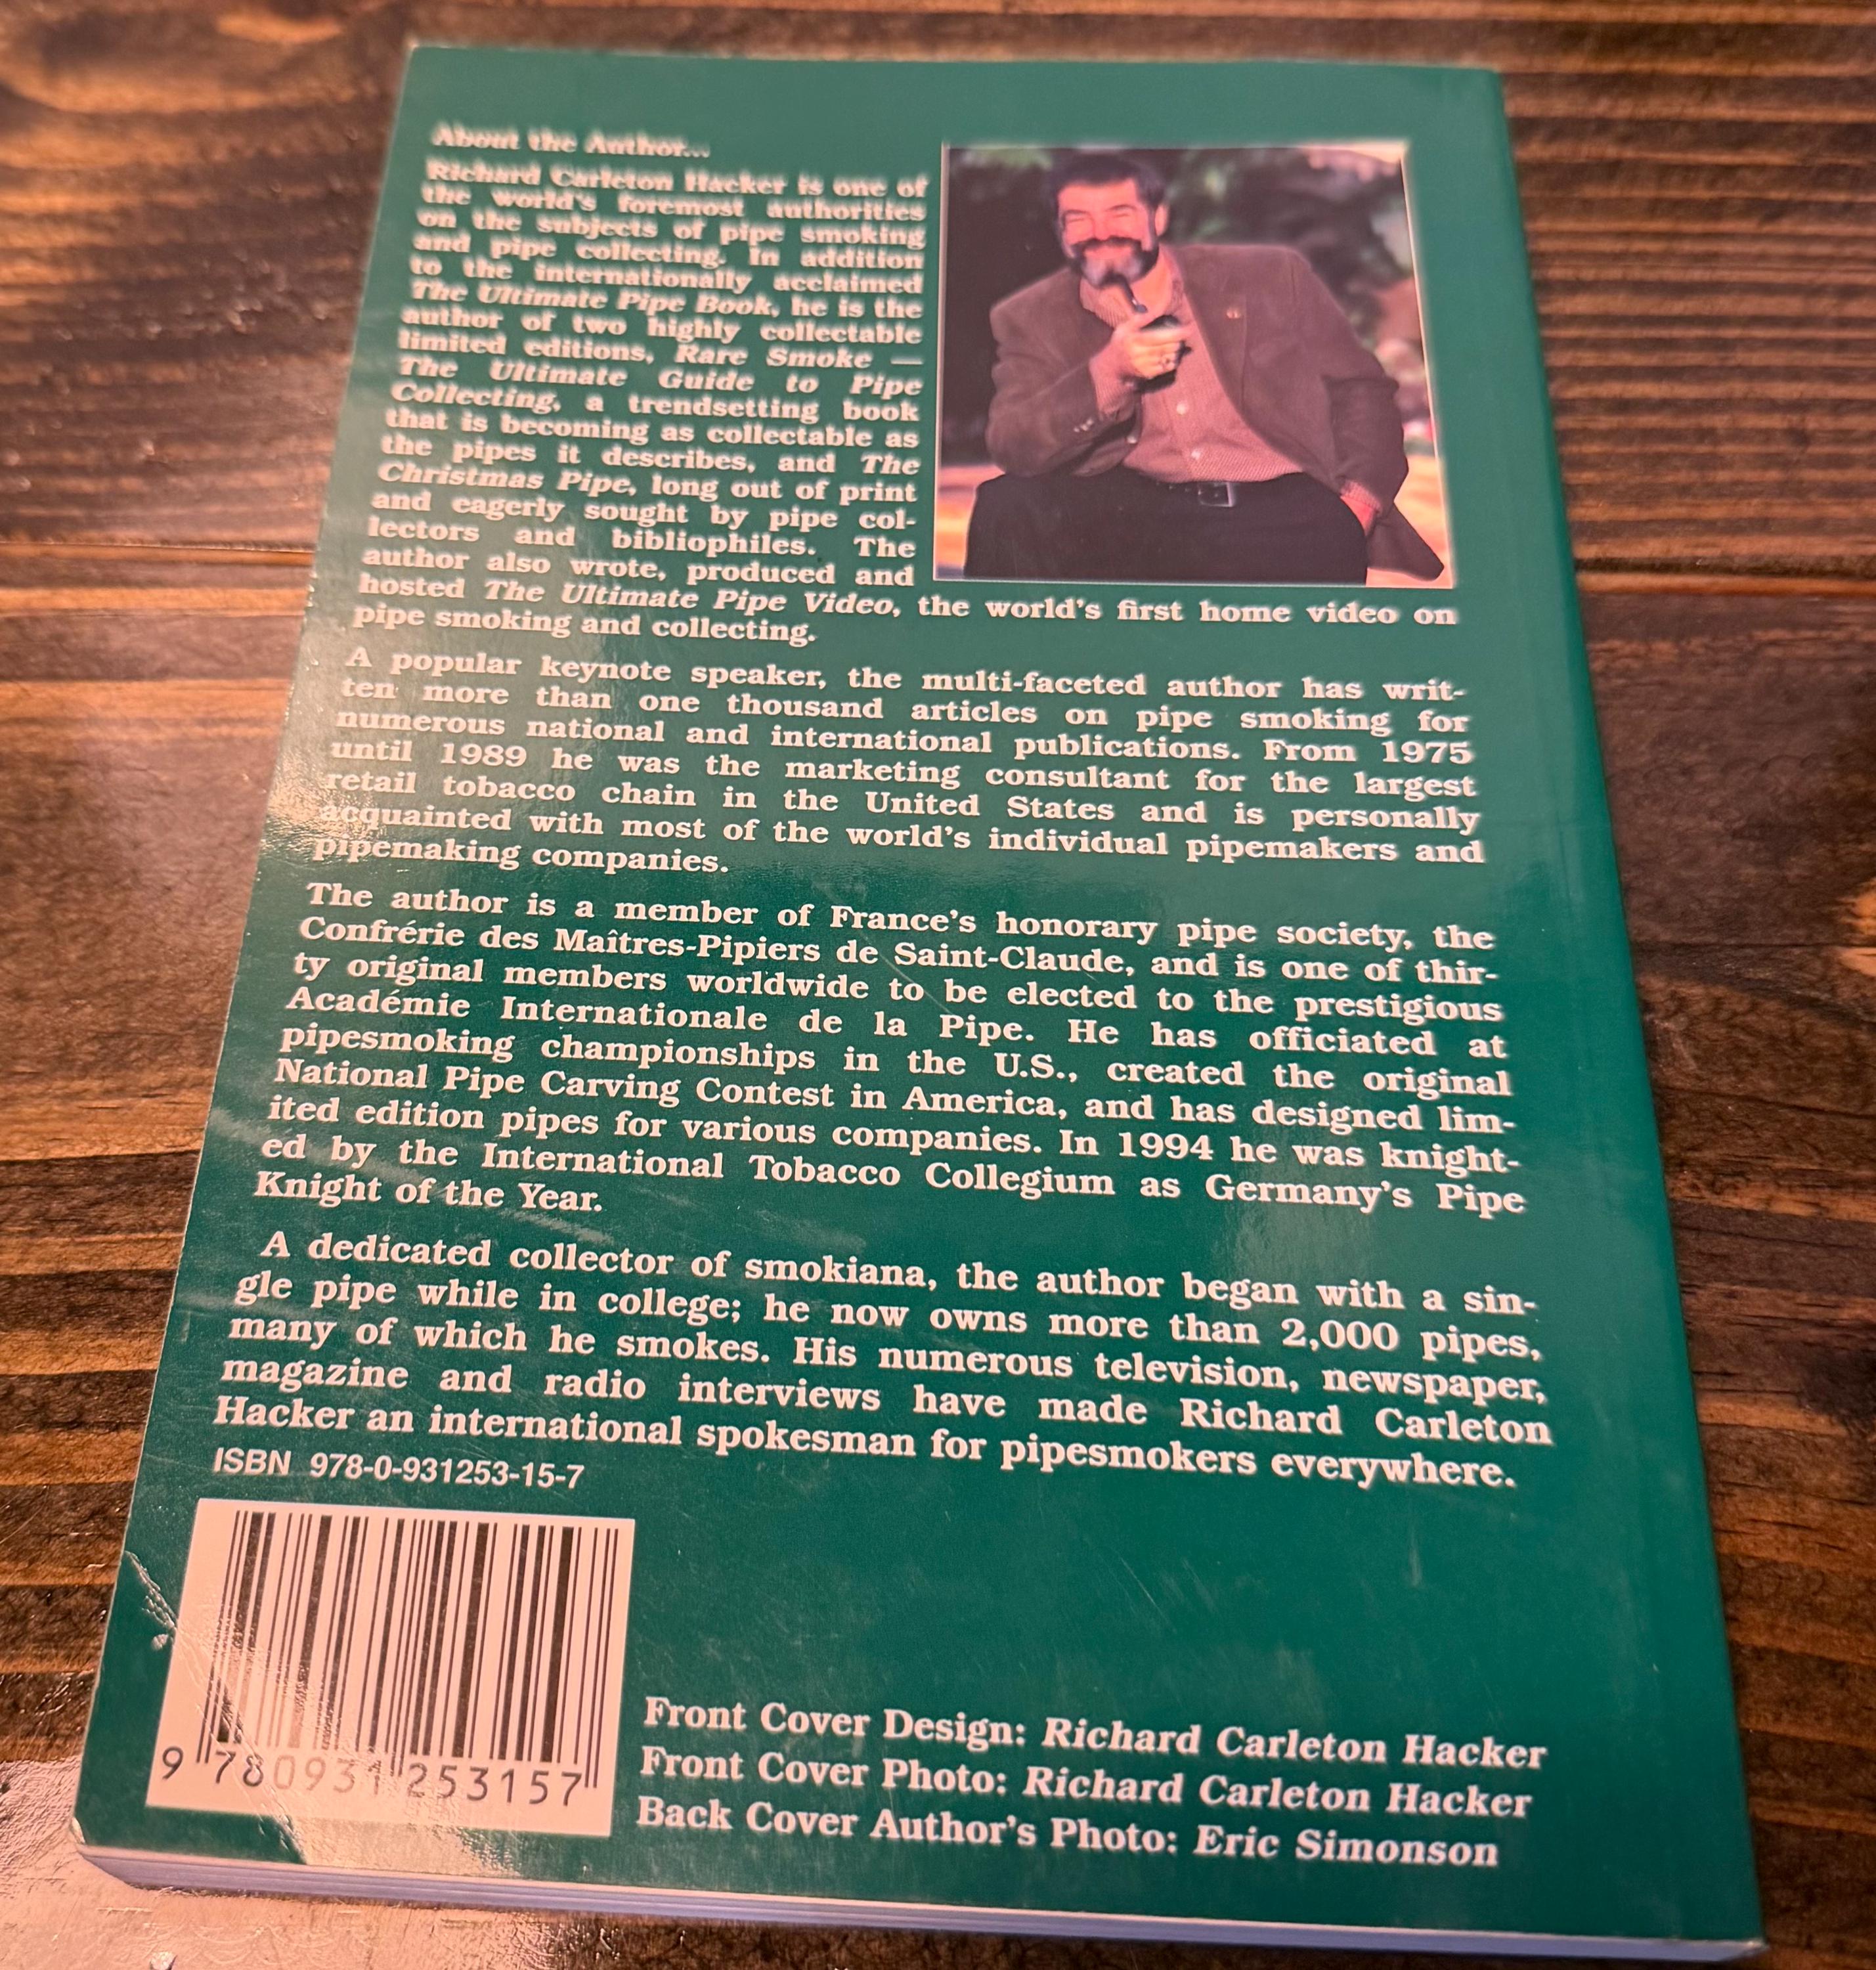 About the Author...
Richard Carleton Hacker is one of
the world's foremost authorities
on the subjects of pipe smoking
and pipe collecting. In addition
to the internationally acclaimed
The Ultimate Pipe Book, he is the
author of two highly collectable
limited editions, Rare Smoke —
The Ultimate Guide to Pipe
Collecting, a trendsetting book
that is becoming as collectable as
the pipes it describes, and The
Christmas Pipe, long out of print
and eagerly sought by pipe col-
lectors and bibliophiles. The
author also wrote, produced and
hosted The Ultimate Pipe Video, the world's first home video on
pipe smoking and collecting.
A popular keynote speaker, the multi-faceted author has writ-
ten more than one thousand articles on pipe smoking for
numerous national and international publications. From 1975
until 1989 he was the marketing consultant for the largest
retail tobacco chain in the United States and is personally
acquainted with most of the world's individual pipemakers and
pipemaking companies.
The author is a member of France's honorary pipe society, the
Confrérie des Maîtres-Pipiers de Saint-Claude, and is one of thir-
ty original members worldwide to be elected to the prestigious
Académie Internationale de la Pipe. He has officiated at
pipesmoking championships in the U.S., created the original
National Pipe Carving Contest in America, and has designed lim-
ited edition pipes for various companies. In 1994 he was knight-
ed by the International Tobacco Collegium as Germany's Pipe
Knight of the Year.
A dedicated collector of smokiana, the author began with a sin-
gle pipe while in college; he now owns more than 2,000 pipes,
many of which he smokes. His numerous television, newspaper,
magazine and radio interviews have made Richard Carleton
Hacker an international spokesman for pipesmokers everywhere.
ISBN 978-0-931253-15-7
9 780931 253157
Front Cover Design: Richard Carleton Hacker
Front Cover Photo: Richard Carleton Hacker
Back Cover Author's Photo: Eric Simonson